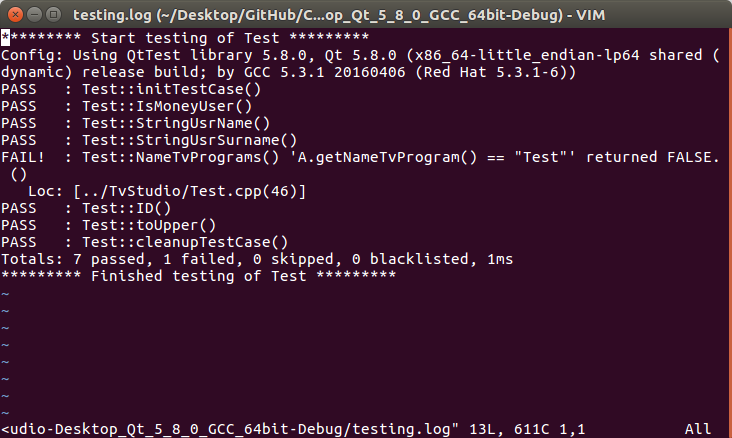 testing.log (~/Desktop/GitHub/C...op_Qt_5_8_0_GCC_64bit-Debug) - VIM
********* Start testing of Test *********
Config: Using QtTest library 5.8.0, Qt 5.8.0 (x86_64-little_endian-lp64 shared (
dynamic) release build; by GCC 5.3.1 20160406 (Red Hat 5.3.1-6))
PASS   : Test::initTestCase()
PASS   : Test::IsMoneyUser()
PASS   : Test::StringUsrName()
PASS   : Test::StringUsrSurname()
FAIL!  : Test::NameTvPrograms() 'A.getNameTvProgram() == "Test"' returned FALSE.
 ()
   Loc: [../TvStudio/Test.cpp(46)]
PASS   : Test::ID()
PASS   : Test::toUpper()
PASS   : Test::cleanupTestCase()
Totals: 7 passed, 1 failed, 0 skipped, 0 blacklisted, 1ms
********* Finished testing of Test *********
~
~
~
~
~
~
~
~
<udio-Desktop_Qt_5_8_0_GCC_64bit-Debug/testing.log" 13L, 611C 1,1           All